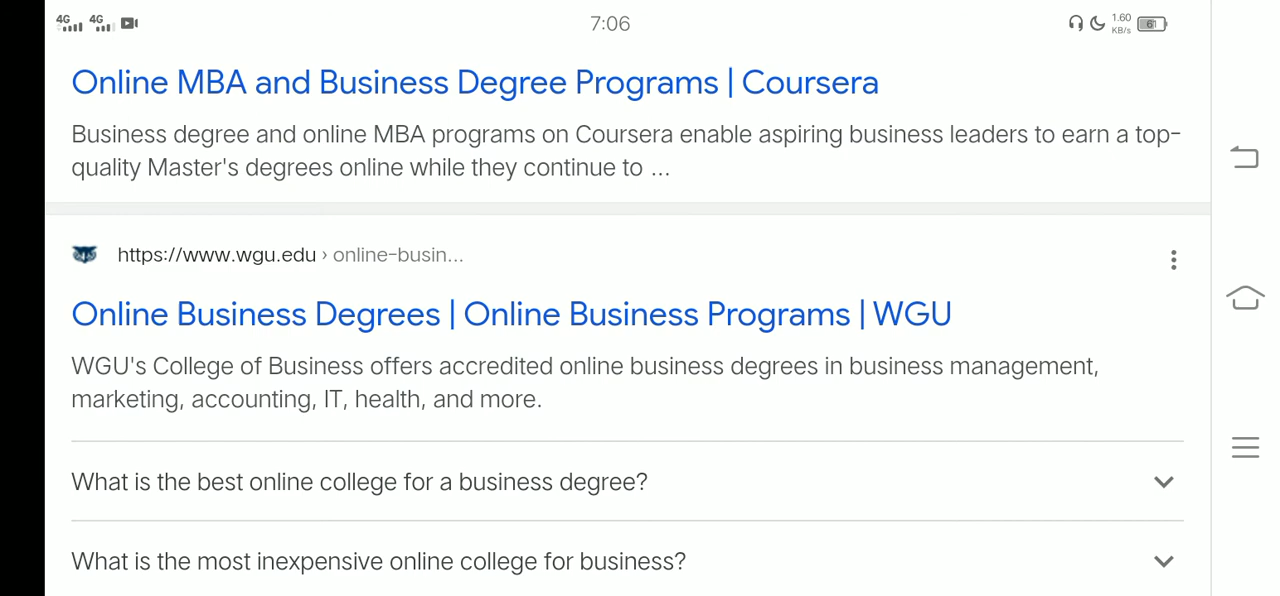 4G 4G 7:06 1.60 KB/s 61
Online MBA and Business Degree Programs | Coursera
Business degree and online MBA programs on Coursera enable aspiring business leaders to earn a top-
quality Master's degrees online while they continue to ...
https://www.wgu.edu › online-busin...
Online Business Degrees | Online Business Programs | WGU
WGU's College of Business offers accredited online business degrees in business management,
marketing, accounting, IT, health, and more.
What is the best online college for a business degree?
What is the most inexpensive online college for business?